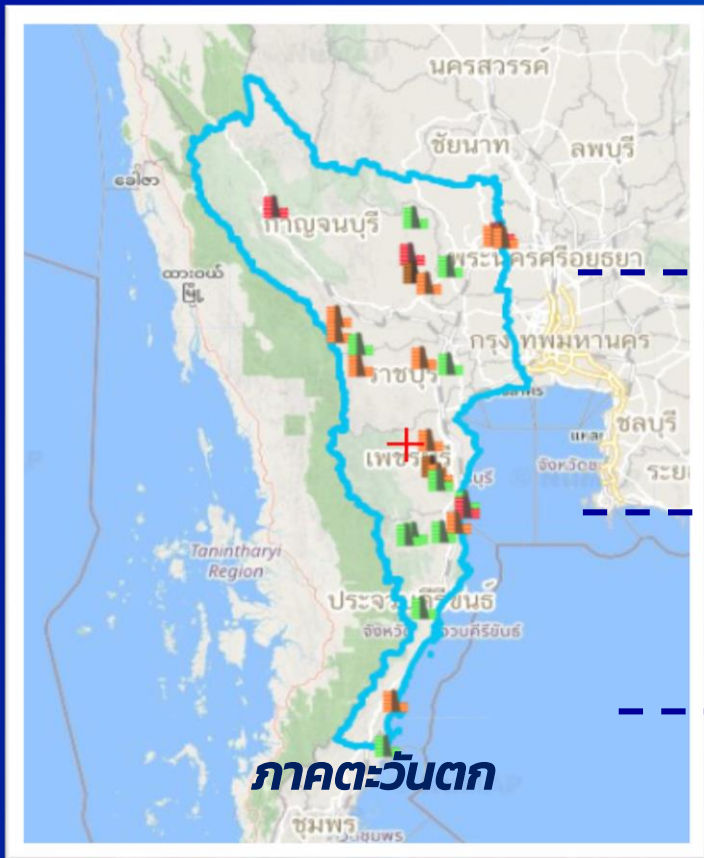 นครสวรรค์
ชัยนาท
ลพบุรี
กาญจนบุรี
พระนครศรีอยุธยา
ထားဝယ်
မြို့
กรุงเทพมหานคร
ราชบุรี
ชลบุรี
เพชรบุรี
Tanintharyi
Region
ประจวบคีรีขันธ์
ภาคตะวันตก
ชุมพร